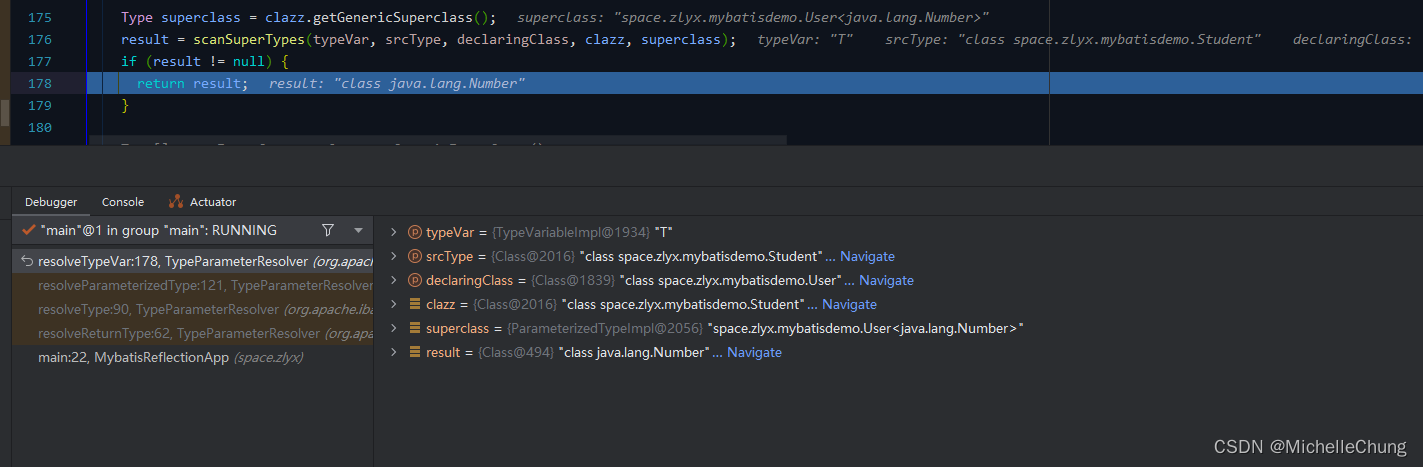 175 Type superclass = clazz.getGenericSuperclass(); superclass: "space.zlyx.mybatisdemo.User<java.lang.Number>"
176 result = scanSuperTypes(typeVar, srcType, declaringClass, clazz, superclass); typeVar: "T" srcType: "class space.zlyx.mybatisdemo.Student" declaringClass:
177 if (result != null) {
178 return result; result: "class java.lang.Number"
179 }
180
Debugger Console Actuator
"main"@1 in group "main": RUNNING
resolveTypeVar:178, TypeParameterResolver (org.apac
resolveParameterizedType:121, TypeParameterResolver
resolveType:90, TypeParameterResolver (org.apache.iba
resolveReturnType:62, TypeParameterResolver (org.apa
main:22, MybatisReflectionApp (space.zlyx)
typeVar = {TypeVariableImpl@1934} "T"
srcType = {Class@2016} "class space.zlyx.mybatisdemo.Student" ... Navigate
declaringClass = {Class@1839} "class space.zlyx.mybatisdemo.User" ... Navigate
clazz = {Class@2016} "class space.zlyx.mybatisdemo.Student" ... Navigate
superclass = {ParameterizedTypeImpl@2056} "space.zlyx.mybatisdemo.User<java.lang.Number>"
result = {Class@494} "class java.lang.Number" ... Navigate
CSDN @MichelleChung